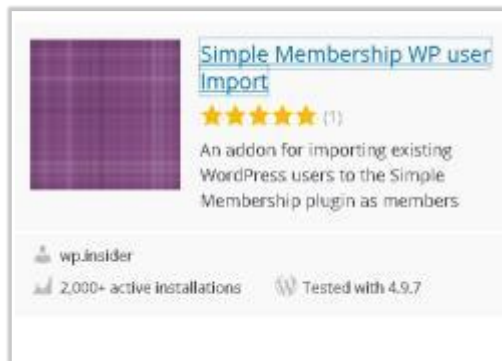 Simple Membership WP user
Import
(1)
An addon for importing existing
WordPress users to the Simple
Membership plugin as members
wp.insider
2,000+ active installations
Tested with 4.9.7